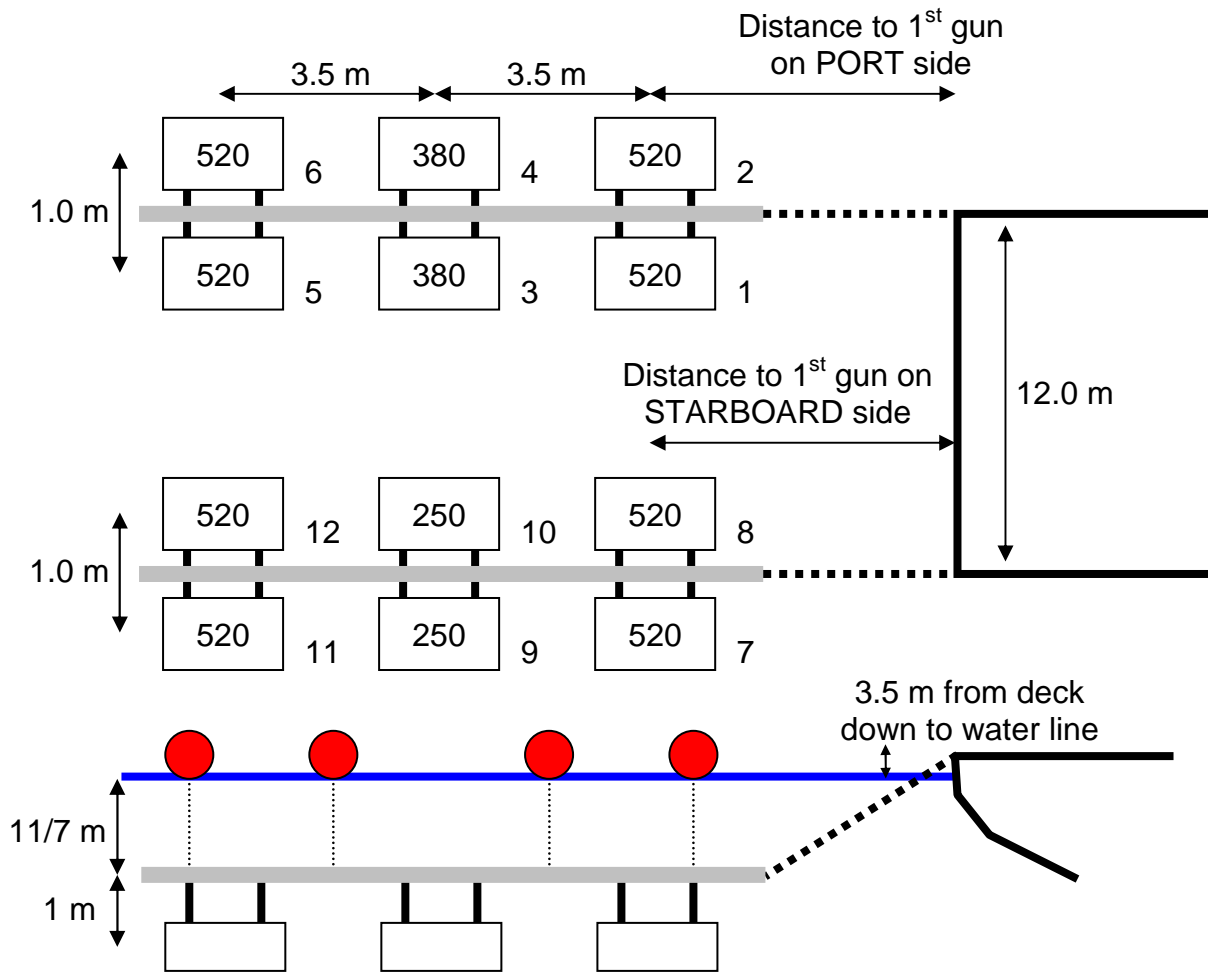 Distance to 1st gun
on PORT side
3.5 m 3.5 m
520 6 380 4 520 2
1.0 m
520 5 380 3 520 1
Distance to 1st gun on
STARBOARD side
12.0 m
520 12 250 10 520 8
1.0 m
520 11 250 9 520 7
3.5 m from deck
down to water line
11/7 m
1 m